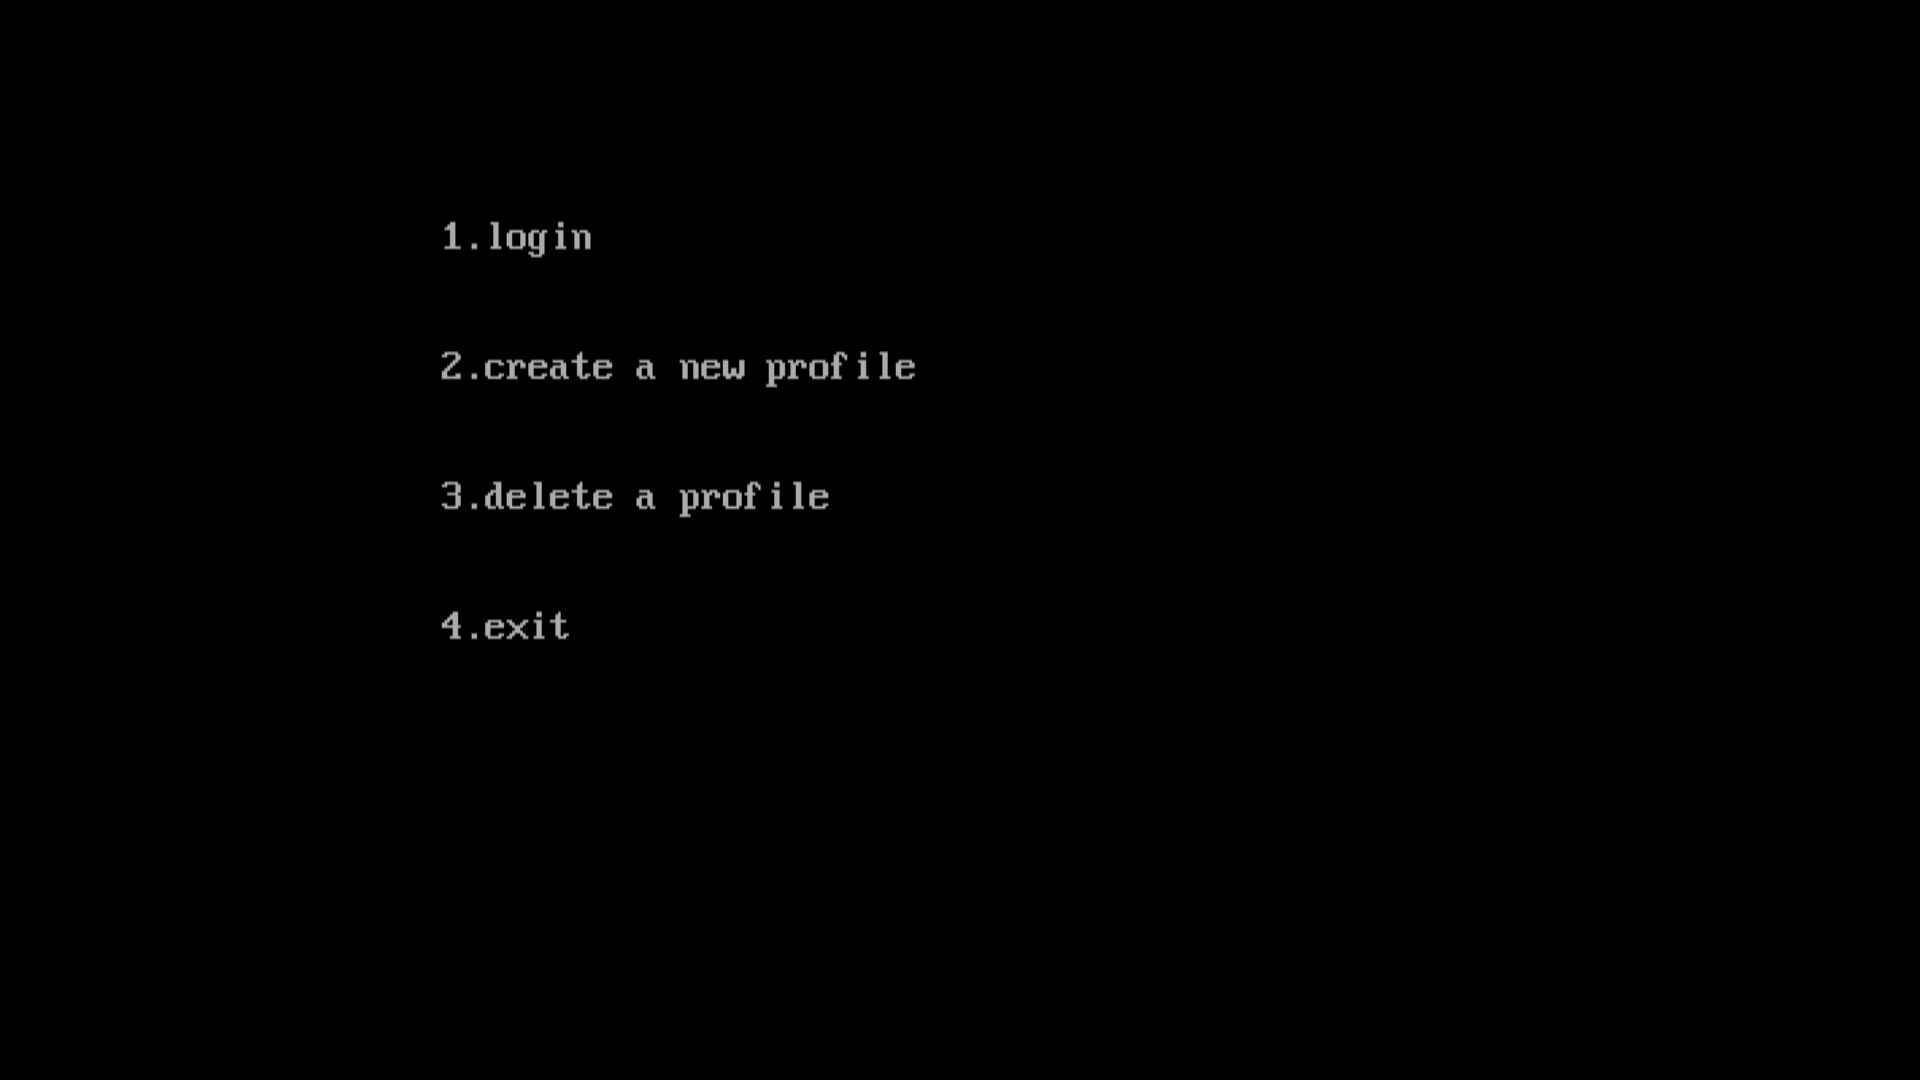 1.login
2.create a new profile
3.delete a profile
4.exit